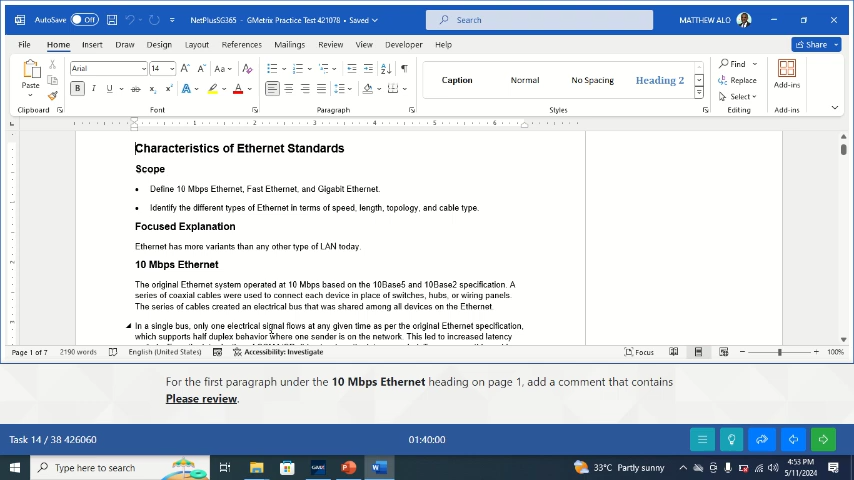 AutoSave Off NetPlusSG365 - GMetrix Practice Test 421078 • Saved Search MATTHEW ALO
File Home Insert Draw Design Layout References Mailings Review View Developer Help Share
Paste Arial 14 A A Aa A Caption Normal No Spacing Heading 2 Find Replace Select Add-ins
B I U ab x₂ x² A A
Clipboard Font Paragraph Styles Editing Add-ins
1 2 3 4 5 6
Characteristics of Ethernet Standards
Scope
• Define 10 Mbps Ethernet, Fast Ethernet, and Gigabit Ethernet.
• Identify the different types of Ethernet in terms of speed, length, topology, and cable type.
Focused Explanation
Ethernet has more variants than any other type of LAN today.
10 Mbps Ethernet
The original Ethernet system operated at 10 Mbps based on the 10Base5 and 10Base2 specification. A
series of coaxial cables were used to connect each device in place of switches, hubs, or wiring panels.
The series of cables created an electrical bus that was shared among all devices on the Ethernet.
In a single bus, only one electrical signal flows at any given time as per the original Ethernet specification,
which supports half duplex behavior where one sender is on the network. This led to increased latency
Page 1 of 7 2190 words English (United States) Accessibility: Investigate Focus 100%
For the first paragraph under the 10 Mbps Ethernet heading on page 1, add a comment that contains
Please review.
Task 14 / 38 426060 01:40:00
Type here to search GMET P W 33°C Partly sunny 4:53 PM
5/11/2024